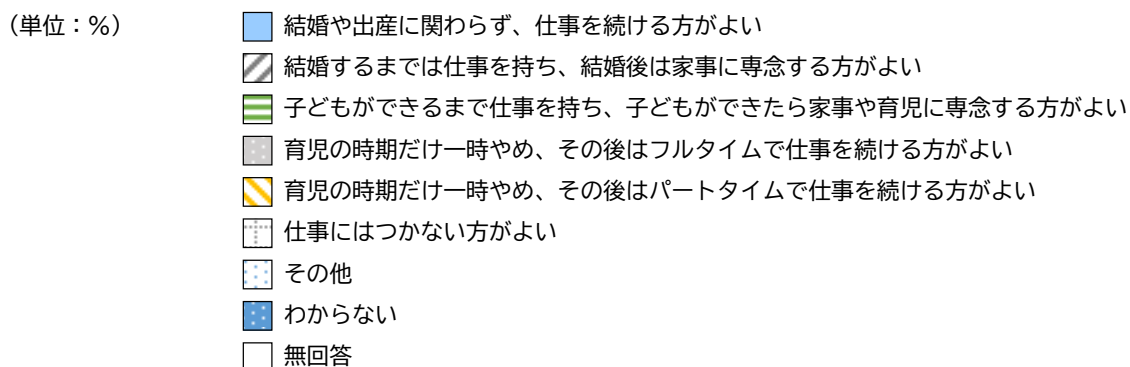 （単位：％）
結婚や出産に関わらず、仕事を続ける方がよい
結婚するまでは仕事を持ち、結婚後は家事に専念する方がよい
子どもができるまで仕事を持ち、子どもができたら家事や育児に専念する方がよい
育児の時期だけ一時やめ、その後はフルタイムで仕事を続ける方がよい
育児の時期だけ一時やめ、その後はパートタイムで仕事を続ける方がよい
仕事にはつかない方がよい
その他
わからない
無回答